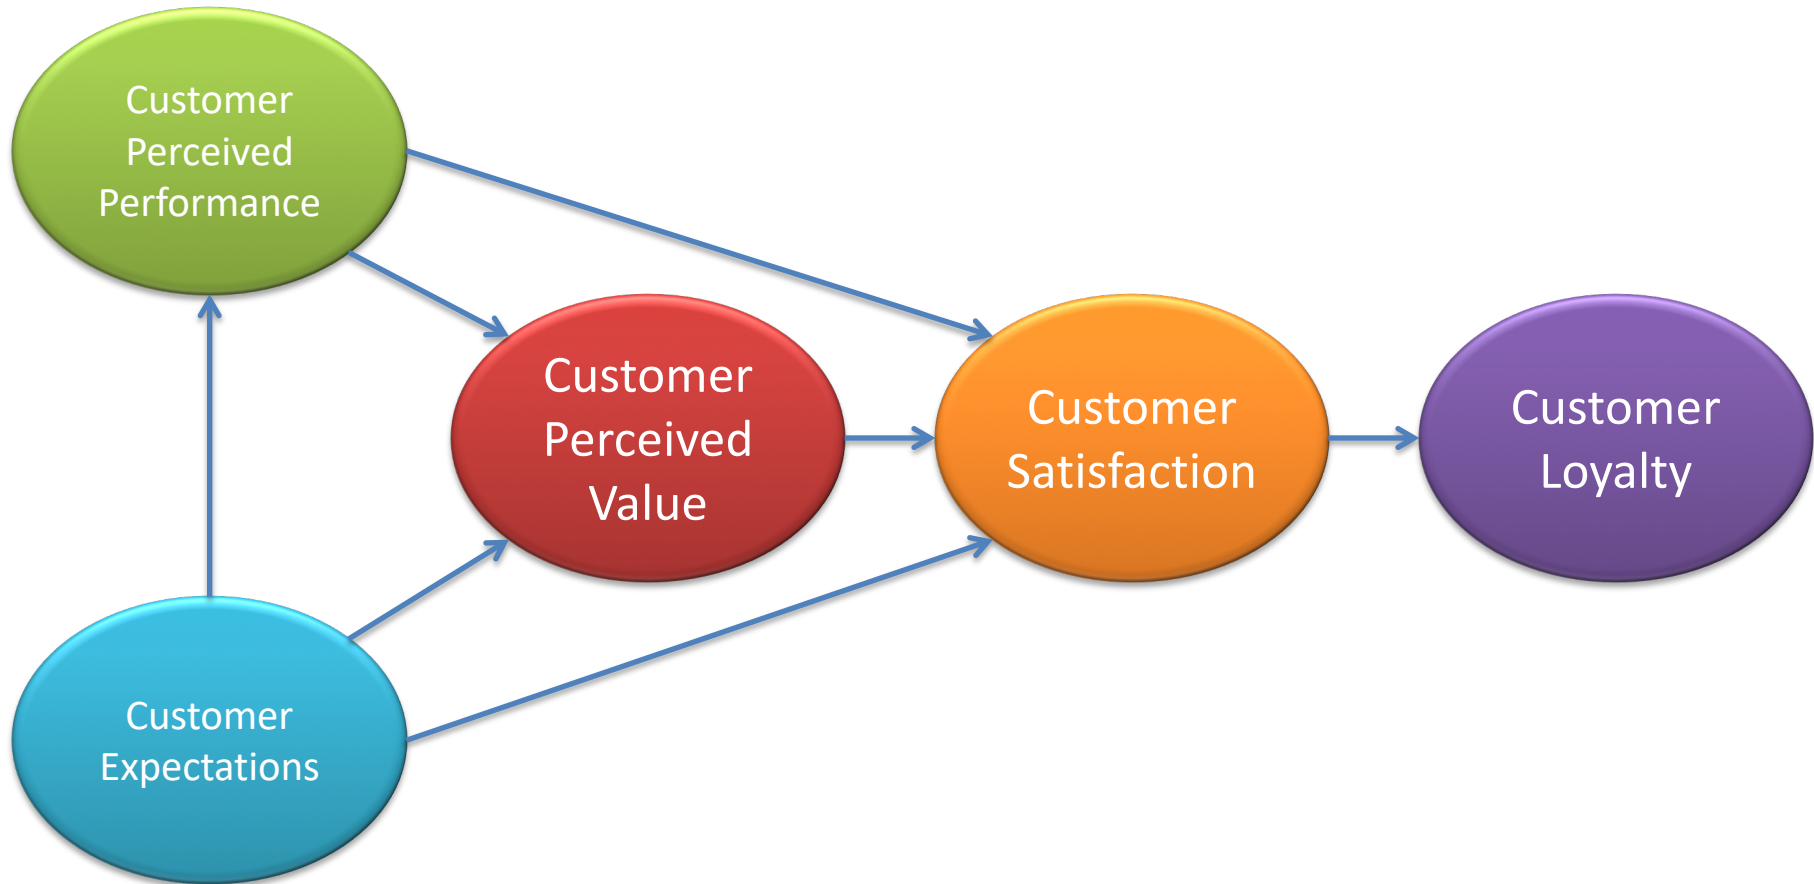 Customer
Perceived
Performance
Customer
Perceived
Value
Customer
Satisfaction
Customer
Loyalty
Customer
Expectations